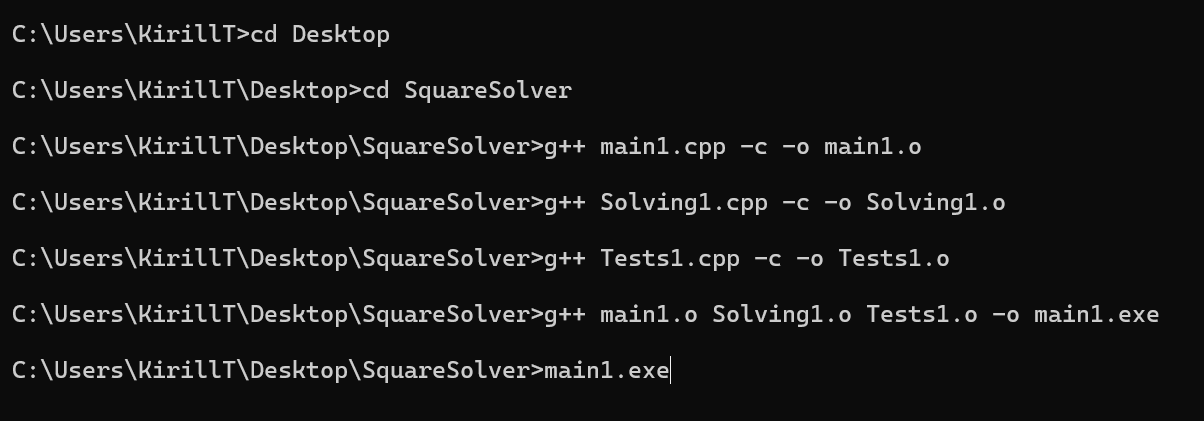 C:\Users\KirillT>cd Desktop
C:\Users\KirillT\Desktop>cd SquareSolver
C:\Users\KirillT\Desktop\SquareSolver>g++ main1.cpp -c -o main1.o
C:\Users\KirillT\Desktop\SquareSolver>g++ Solving1.cpp -c -o Solving1.o
C:\Users\KirillT\Desktop\SquareSolver>g++ Tests1.cpp -c -o Tests1.o
C:\Users\KirillT\Desktop\SquareSolver>g++ main1.o Solving1.o Tests1.o -o main1.exe
C:\Users\KirillT\Desktop\SquareSolver>main1.exe